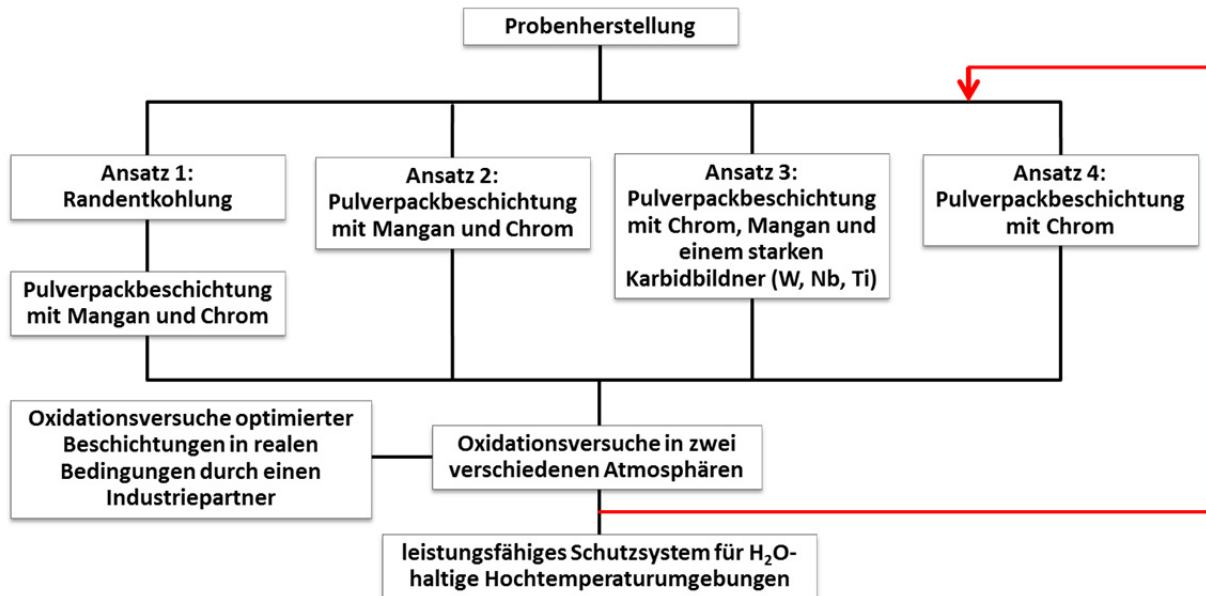 Probenherstellung
Ansatz 1:
Randentkohlung
Pulverpackbeschichtung
mit Mangan und Chrom
Ansatz 2:
Pulverpackbeschichtung
mit Mangan und Chrom
Ansatz 3:
Pulverpackbeschichtung
mit Chrom, Mangan und
einem starken
Karbidbildner (W, Nb, Ti)
Ansatz 4:
Pulverpackbeschichtung
mit Chrom
Oxidationsversuche optimierter
Beschichtungen in realen
Bedingungen durch einen
Industriepartner
Oxidationsversuche in zwei
verschiedenen Atmosphären
leistungsfähiges Schutzsystem für H₂O-
haltige Hochtemperaturumgebungen